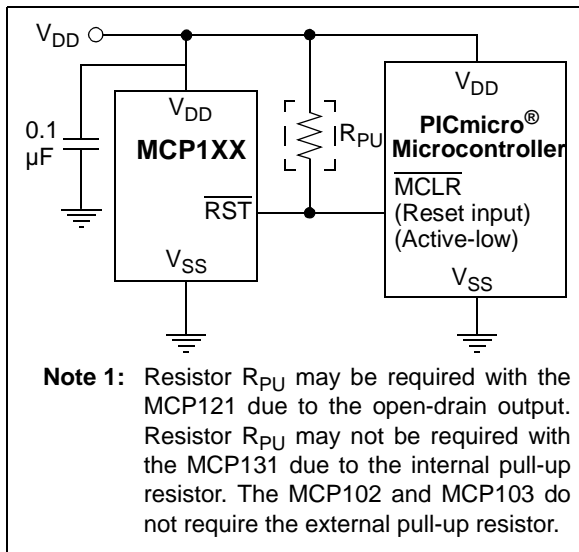 VDD
VDD
VDD
0.1
µF
MCP1XX
RPU
PICmicro®
Microcontroller
RST
MCLR
(Reset input)
(Active-low)
VSS
VSS
Note 1: Resistor RPU may be required with the
MCP121 due to the open-drain output.
Resistor RPU may not be required with
the MCP131 due to the internal pull-up
resistor. The MCP102 and MCP103 do
not require the external pull-up resistor.